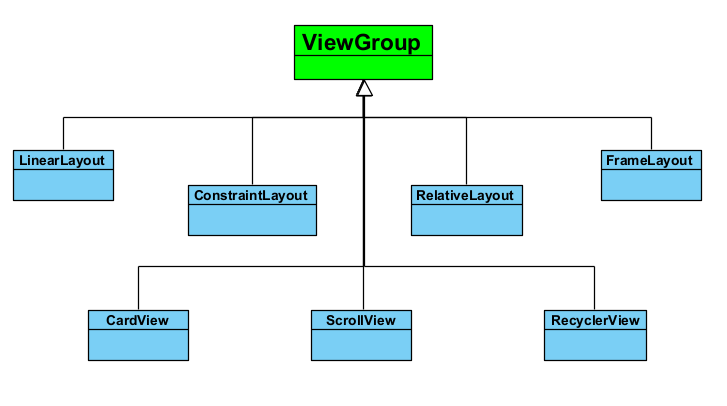 ViewGroup
LinearLayout
FrameLayout
ConstraintLayout
RelativeLayout
CardView
ScrollView
RecyclerView